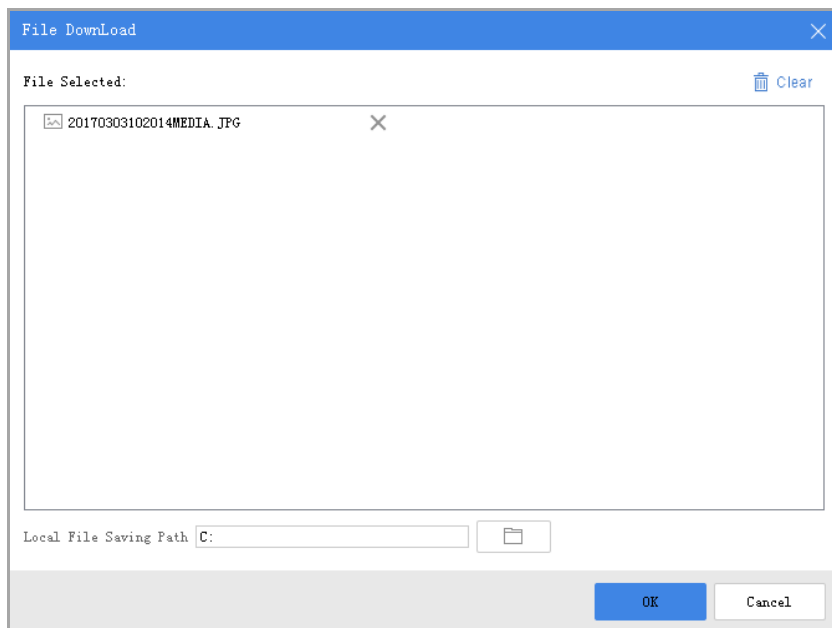 File DownLoad
File Selected:
Clear
20170303102014MEDIA.JPG
Local File Saving Path C:
OK
Cancel